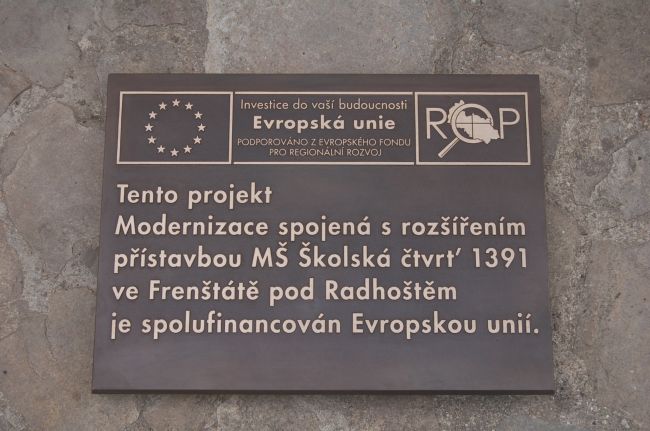 Investice do vaší budoucnosti
Evropská unie
PODPOROVÁNO Z EVROPSKÉHO FONDU
PRO REGIONÁLNÍ ROZVOJ
ROP
Tento projekt
Modernizace spojená s rozšířením
přístavbou MŠ Školská čtvrť 1391
ve Frenštátě pod Radhoštěm
je spolufinancován Evropskou unií.